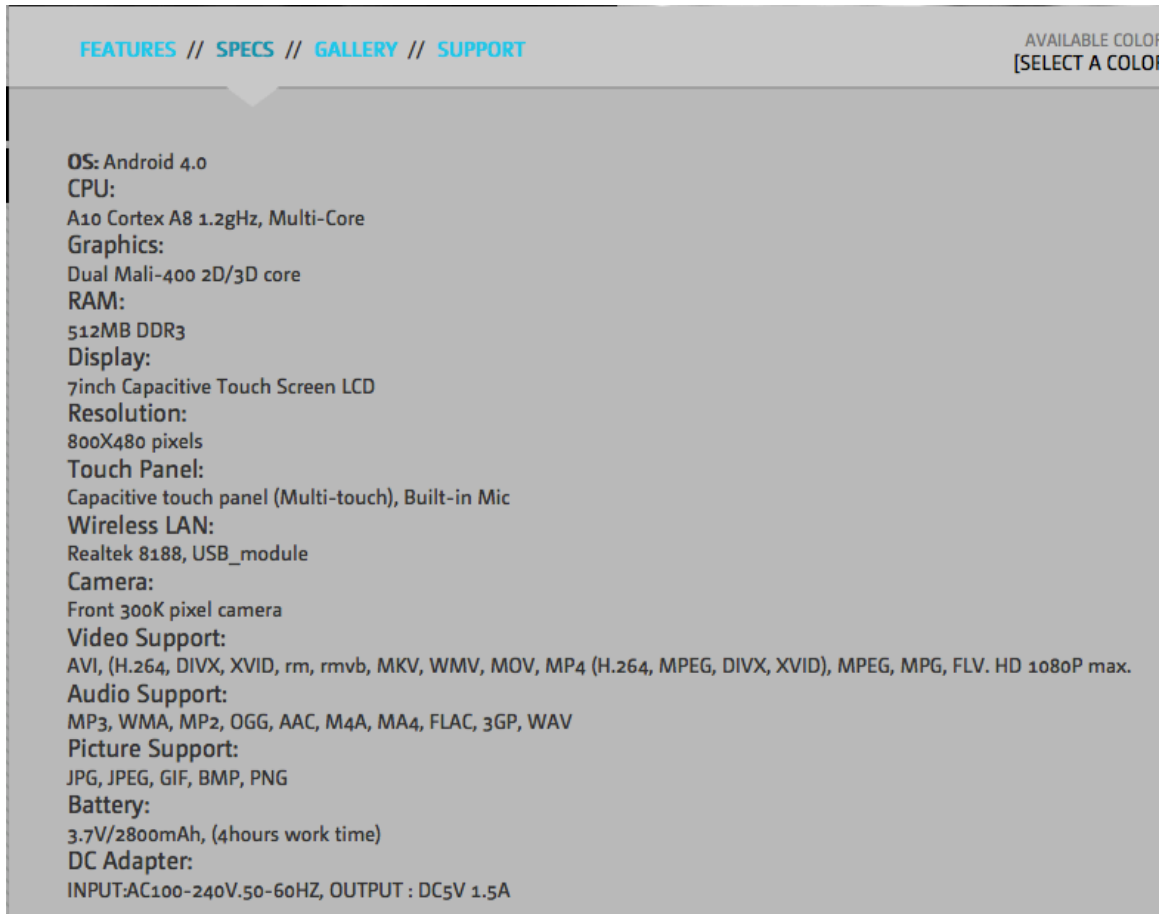 FEATURES // SPECS // GALLERY // SUPPORT
AVAILABLE COLOR
[SELECT A COLOR
OS: Android 4.0
CPU:
A10 Cortex A8 1.2gHz, Multi-Core
Graphics:
Dual Mali-400 2D/3D core
RAM:
512MB DDR3
Display:
7inch Capacitive Touch Screen LCD
Resolution:
800X480 pixels
Touch Panel:
Capacitive touch panel (Multi-touch), Built-in Mic
Wireless LAN:
Realtek 8188, USB_module
Camera:
Front 300K pixel camera
Video Support:
AVI, (H.264, DIVX, XVID, rm, rmvb, MKV, WMV, MOV, MP4 (H.264, MPEG, DIVX, XVID), MPEG, MPG, FLV. HD 1080P max.
Audio Support:
MP3, WMA, MP2, OGG, AAC, M4A, MA4, FLAC, 3GP, WAV
Picture Support:
JPG, JPEG, GIF, BMP, PNG
Battery:
3.7V/2800mAh, (4hours work time)
DC Adapter:
INPUT:AC100-240V.50-60HZ, OUTPUT : DC5V 1.5A